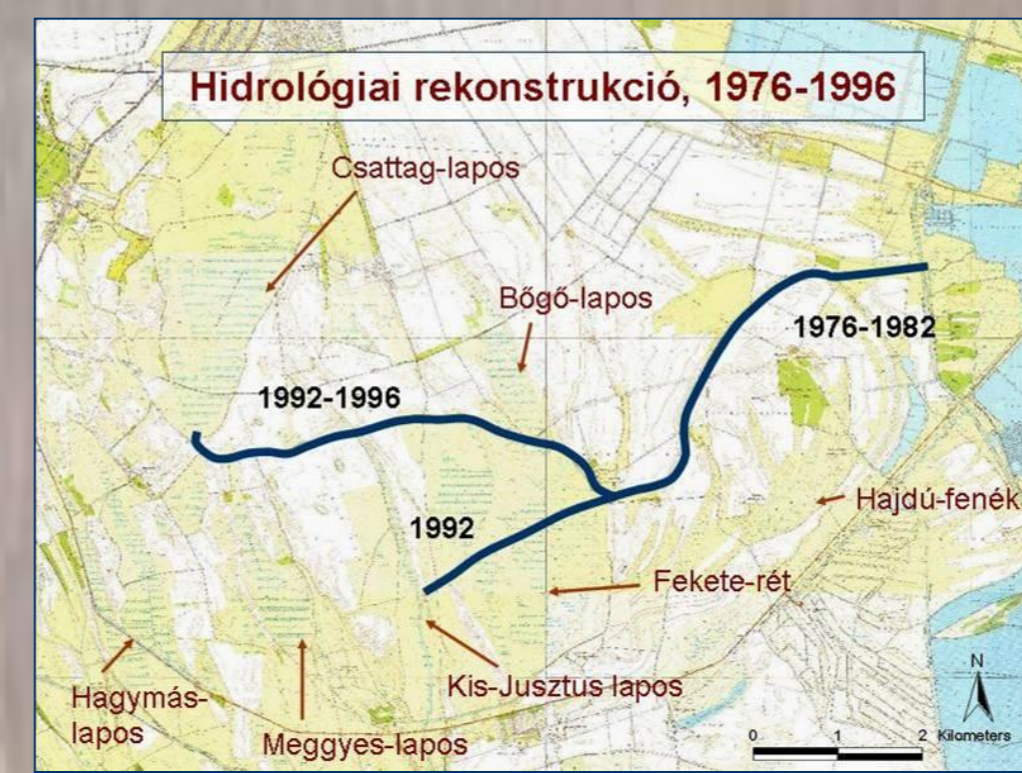 Hidrológiai rekonstrukció, 1976-1996
Csattag-lapos
Bőgő-lapos
1976-1982
1992-1996
Hajdú-fenék
1992
Fekete-rét
Kis-Jusztus lapos
Hagymás-
lapos
Meggyes-lapos
N
0 1 2 Kilometers